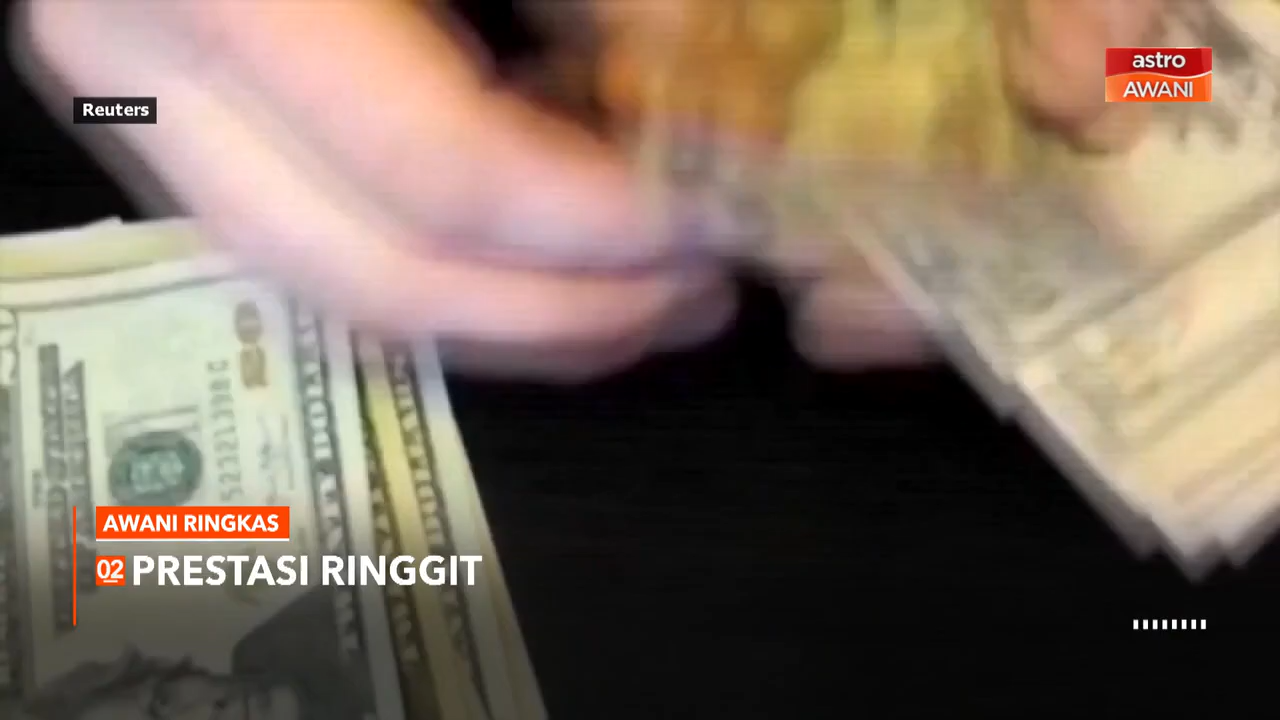 astro
AWANI
Reuters
AWANI RINGKAS
02 PRESTASI RINGGIT